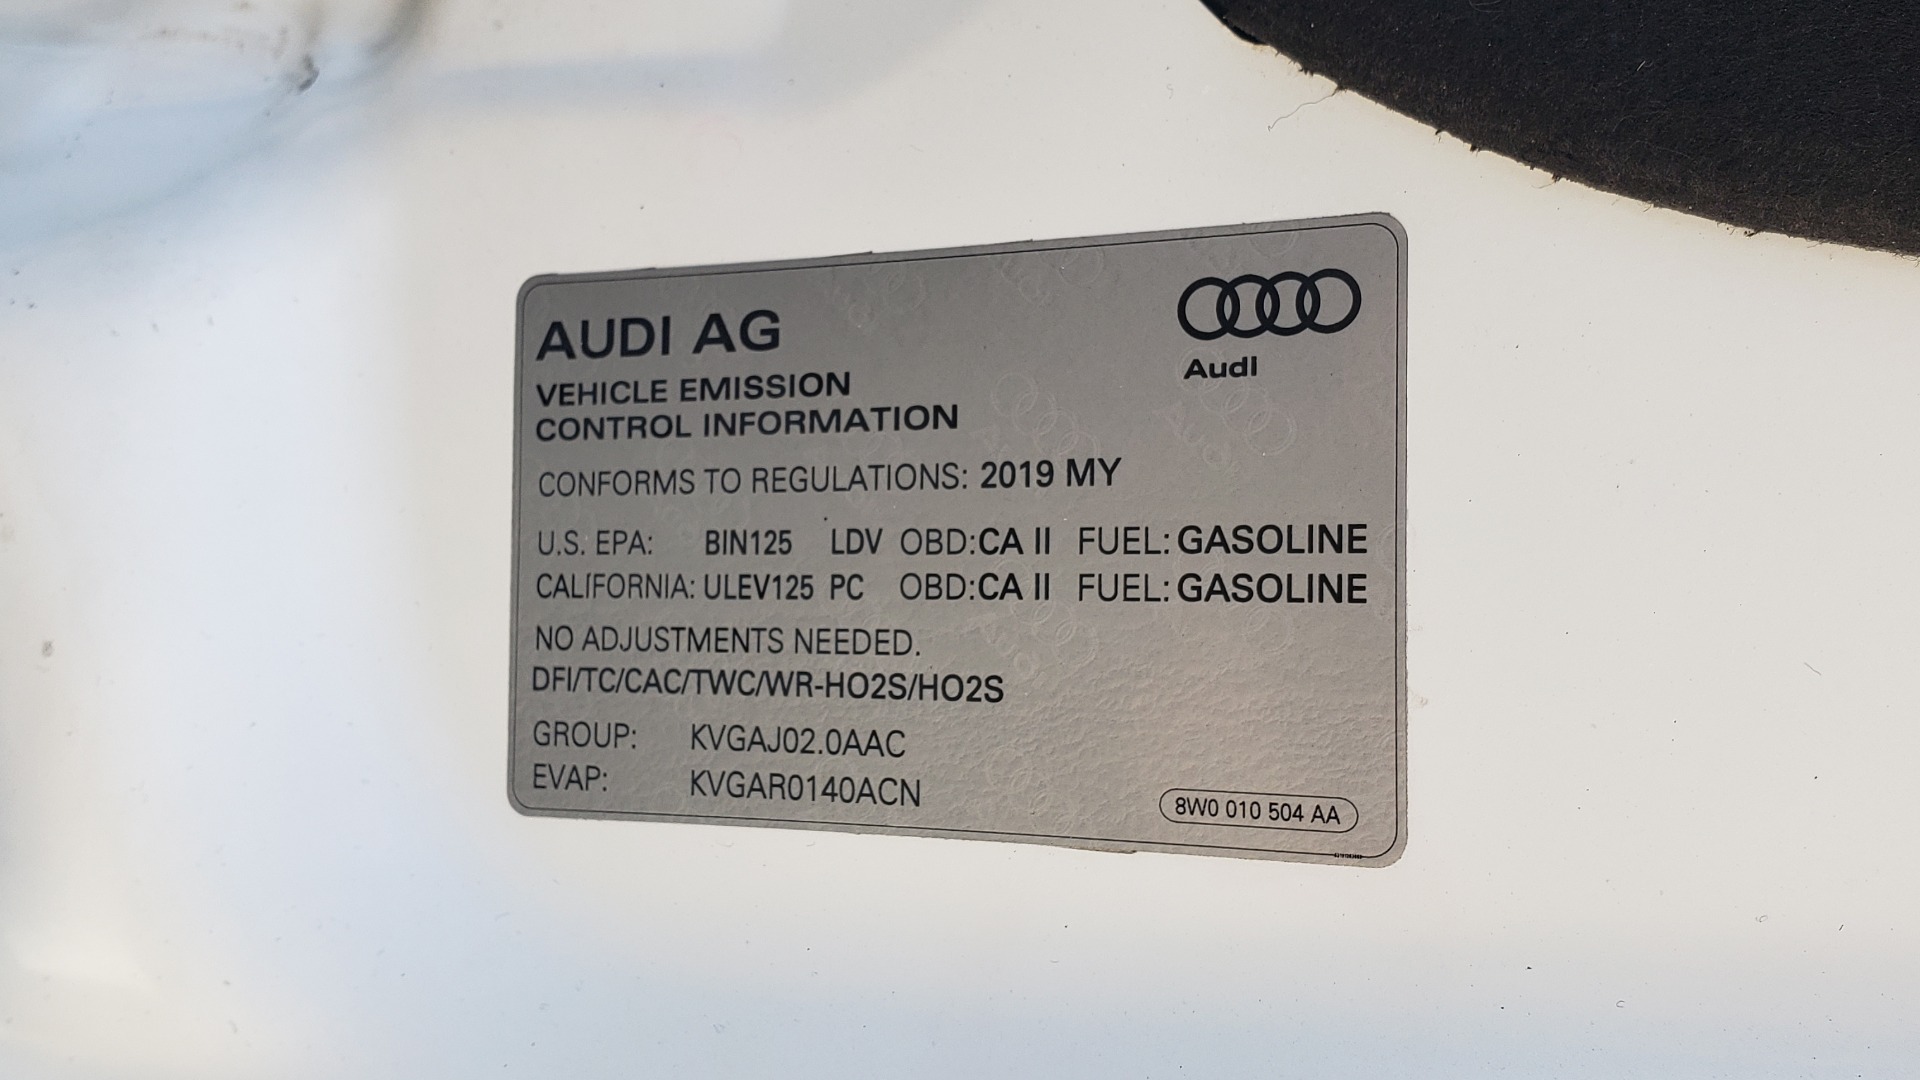 AUDI AG
Audi
VEHICLE EMISSION
CONTROL INFORMATION
CONFORMS TO REGULATIONS: 2019 MY
U.S. EPA: BIN125 LDV OBD:CA II FUEL: GASOLINE
CALIFORNIA: ULEV125 PC OBD:CA II FUEL: GASOLINE
NO ADJUSTMENTS NEEDED.
DFI/TC/CAC/TWC/WR-HO2S/HO2S
GROUP: KVGAJ02.0AAC
EVAP: KVGAR0140ACN
8W0 010 504 AA